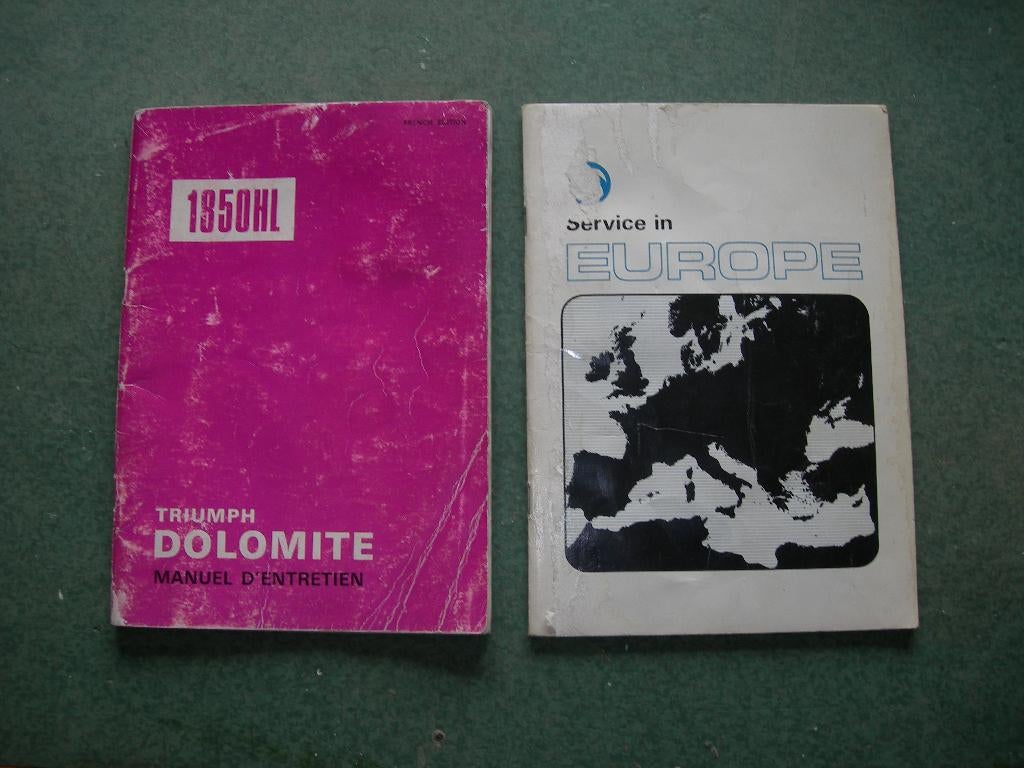 FRENCH EDITION
1850HL
TRIUMPH
DOLOMITE
MANUEL D'ENTRETIEN
Service in
EUROPE